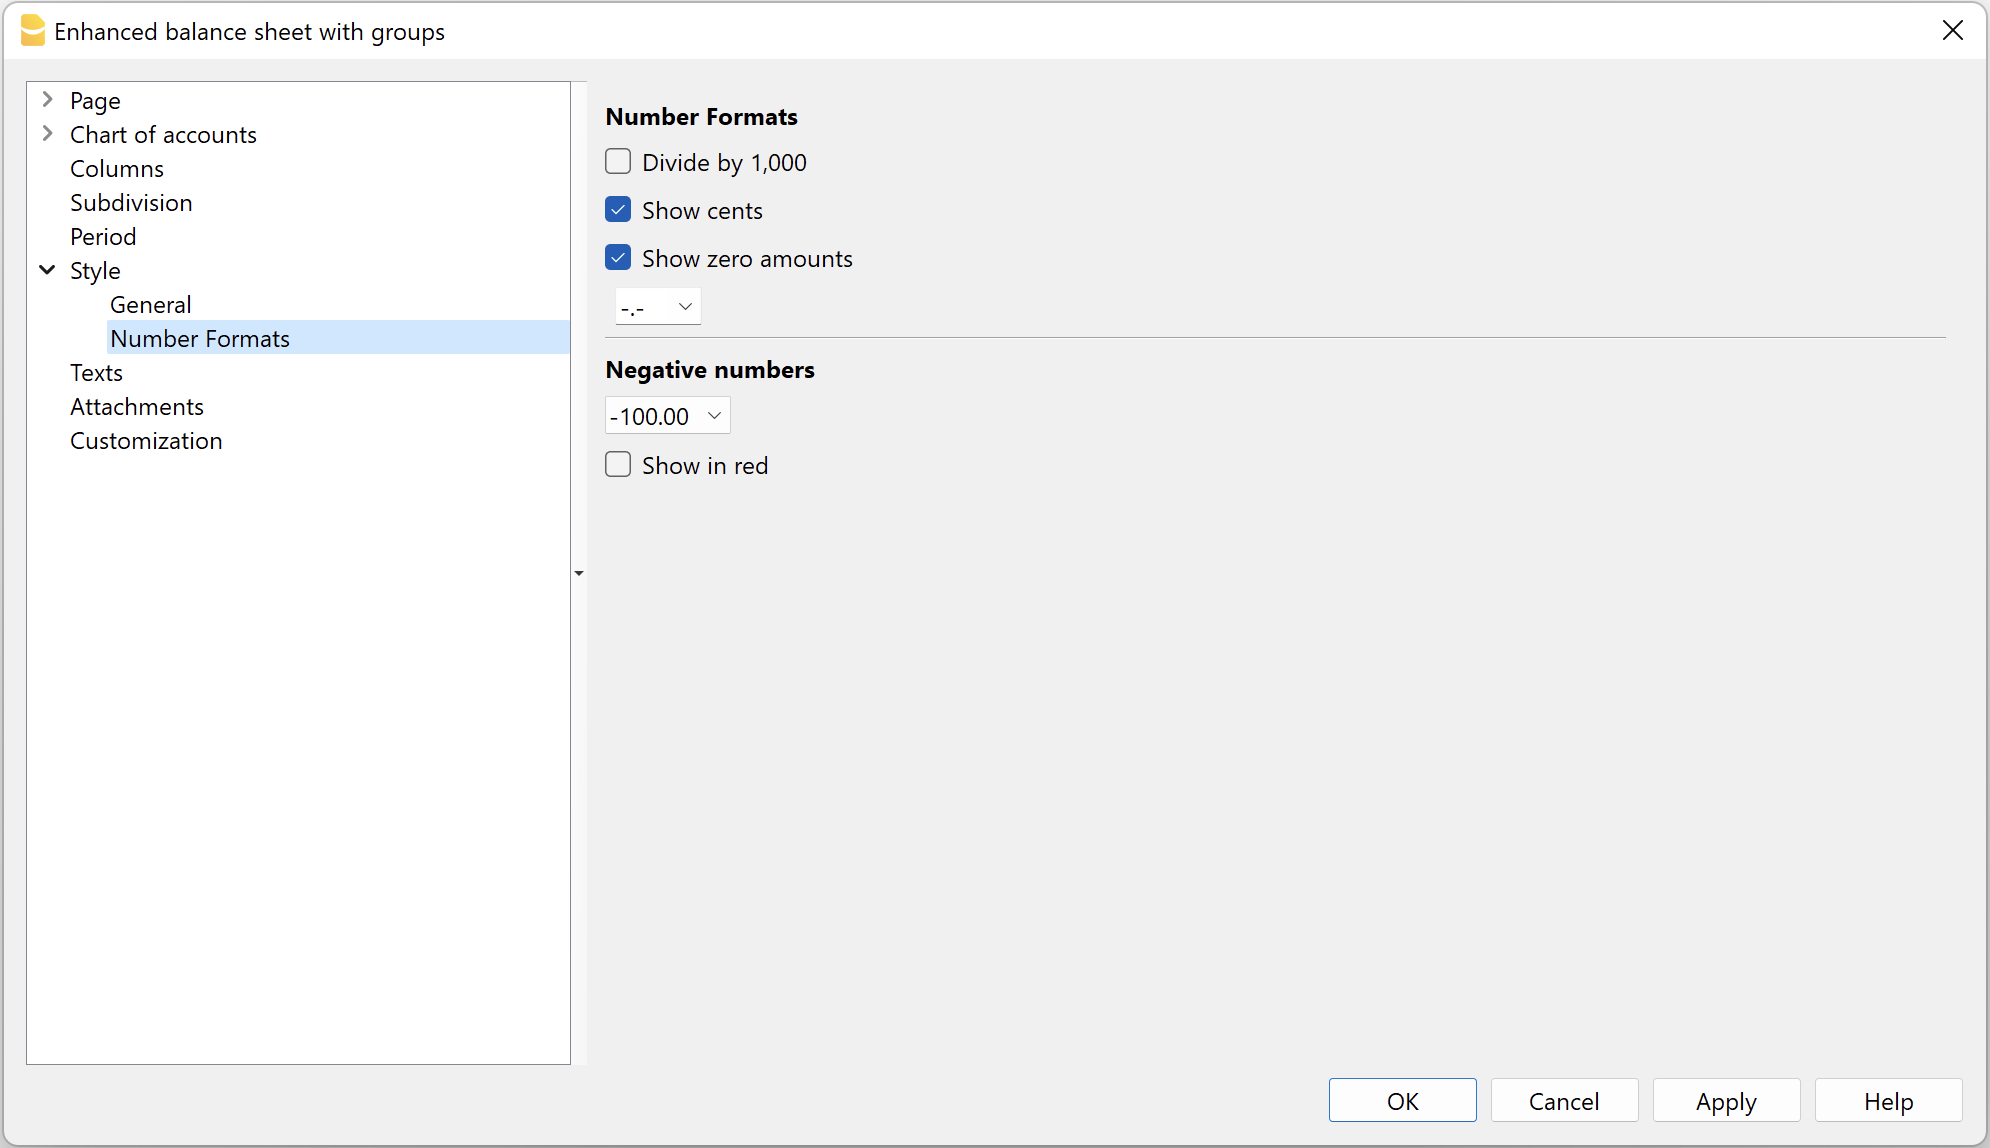 Enhanced balance sheet with groups
Page
Chart of accounts
Columns
Subdivision
Period
Style
General
Number Formats
Texts
Attachments
Customization
Number Formats
Divide by 1,000
Show cents
Show zero amounts
-.-
Negative numbers
-100.00
Show in red
OK
Cancel
Apply
Help